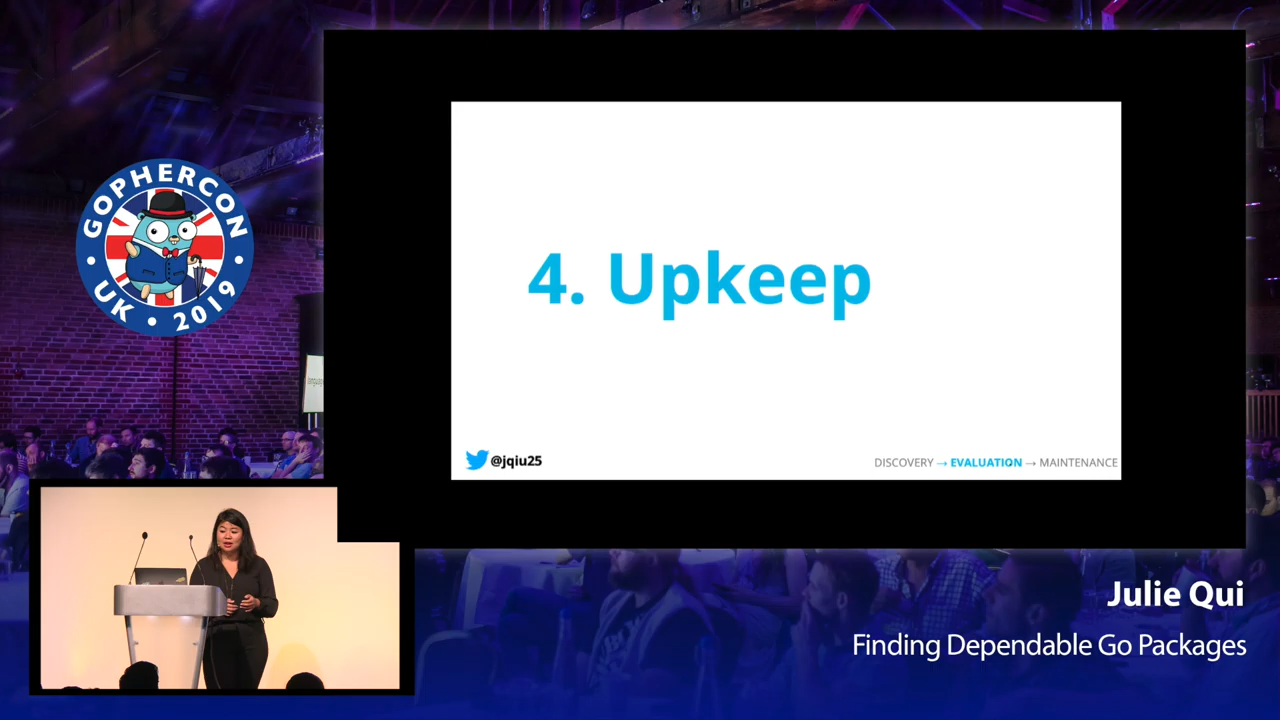 GOPHERCON
UK • 2019
4. Upkeep
@jqiu25
DISCOVERY → EVALUATION → MAINTENANCE
Julie Qui
Finding Dependable Go Packages